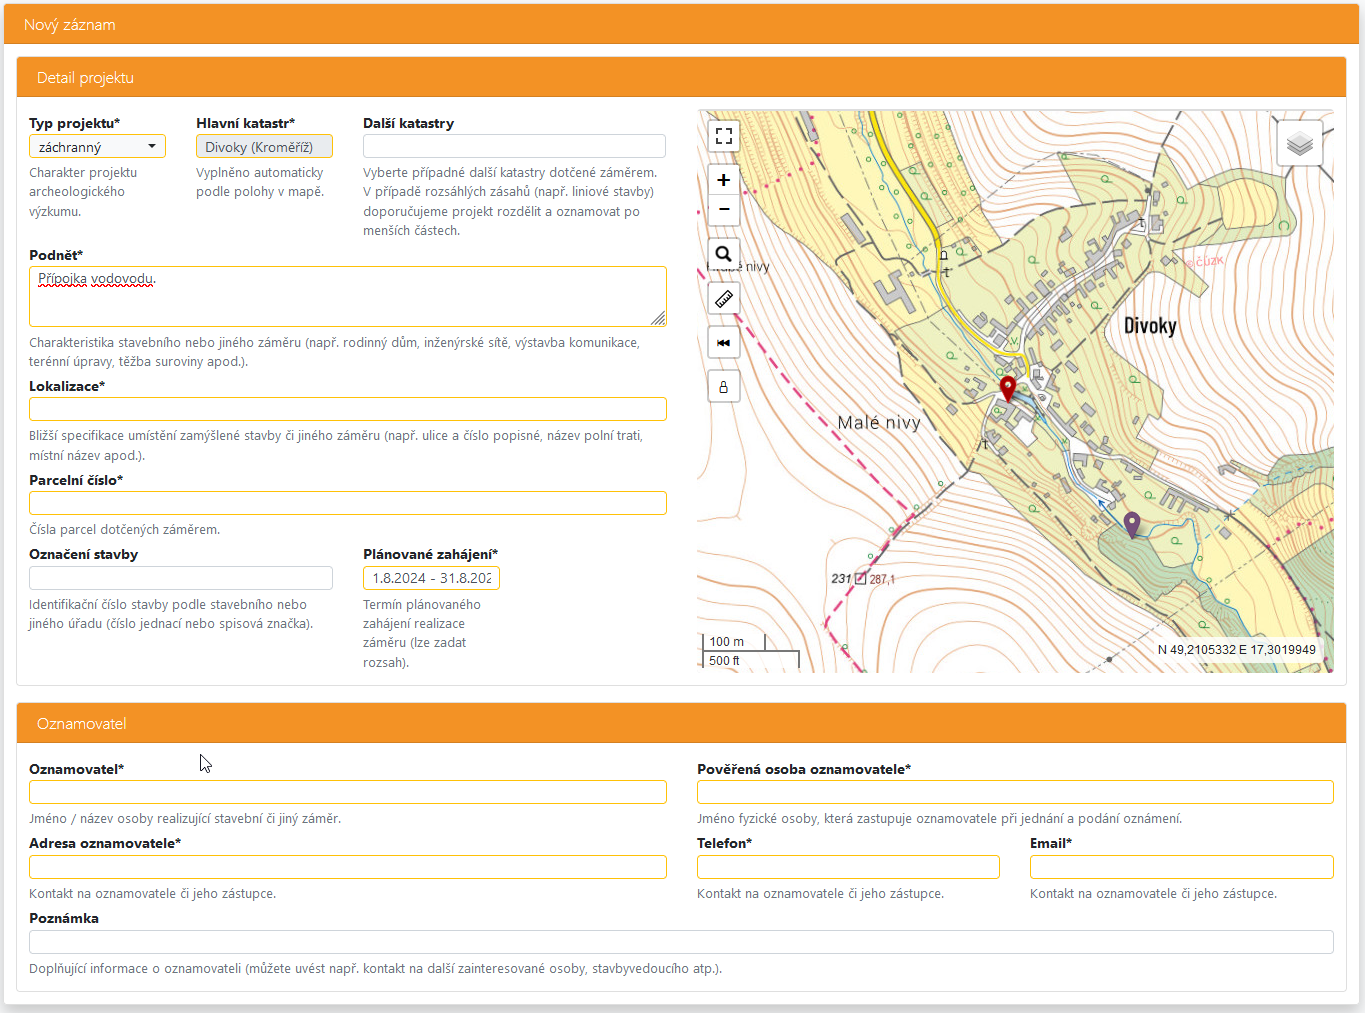 Nový záznam
Detail projektu
Typ projektu*
Hlavní katastr*
Další katastry
záchranný
Divoky (Kroměříž)
Charakter projektu
archeologického
výzkumu.
Vyplněno automaticky
podle polohy v mapě.
Vyberte případné další katastry dotčené záměrem.
V případě rozsáhlých zásahů (např. liniové stavby)
doporučujeme projekt rozdělit a oznamovat po
menších částech.
Podnět*
Přípojka vodovodu.
Charakteristika stavebního nebo jiného záměru (např. rodinný dům, inženýrské sítě, výstavba komunikace,
terénní úpravy, těžba suroviny apod.).
Lokalizace*
Bližší specifikace umístění zamýšlené stavby či jiného záměru (např. ulice a číslo popisné, název polní trati,
místní název apod.).
Parcelní číslo*
Čísla parcel dotčených záměrem.
Označení stavby
Plánované zahájení*
1.8.2024 - 31.8.202
Identifikační číslo stavby podle stavebního nebo
jiného úřadu (číslo jednací nebo spisová značka).
Termín plánovaného
zahájení realizace
záměru (lze zadat
rozsah).
+
−
nivy
© ČÚZK
Divoky
Malé nivy
231
287,1
100 m
500 ft
N 49,2105332 E 17,3019949
Oznamovatel
Oznamovatel*
Pověřená osoba oznamovatele*
Jméno / název osoby realizující stavební či jiný záměr.
Jméno fyzické osoby, která zastupuje oznamovatele při jednání a podání oznámení.
Adresa oznamovatele*
Telefon*
Email*
Kontakt na oznamovatele či jeho zástupce.
Kontakt na oznamovatele či jeho zástupce.
Kontakt na oznamovatele či jeho zástupce.
Poznámka
Doplňující informace o oznamovateli (můžete uvést např. kontakt na další zainteresované osoby, stavbyvedoucího atp.).